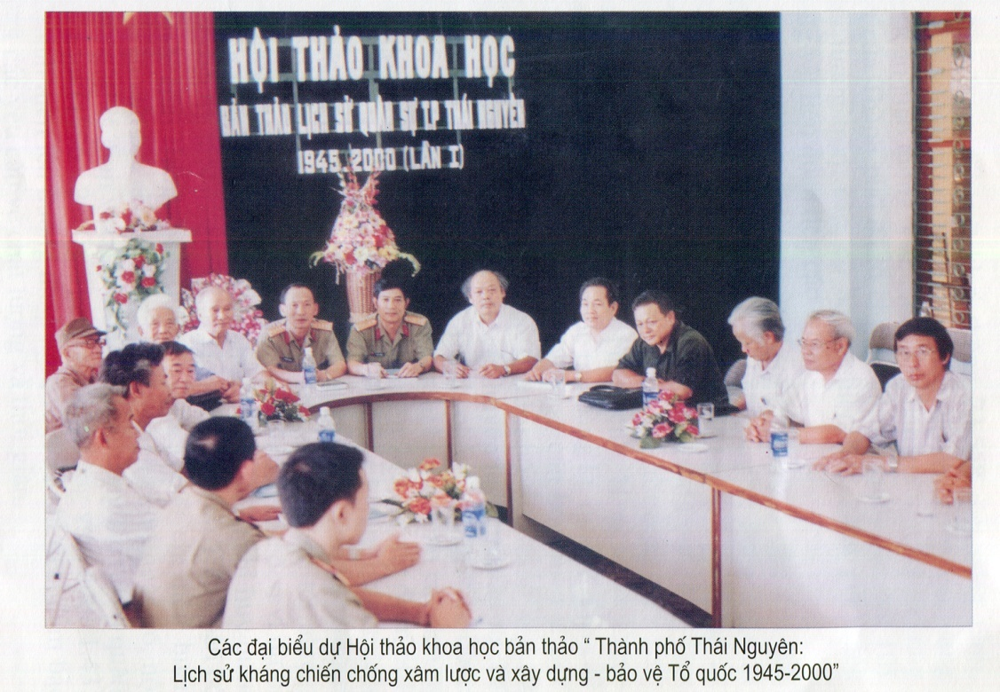 HỘI THẢO KHOA HỌC
BẢN THẢO LỊCH SỬ QUÂN SỰ T.P THÁI NGUYÊN
1945.2000 (LẦN I)
Các đại biểu dự Hội thảo khoa học bản thảo “ Thành phố Thái Nguyên:
Lịch sử kháng chiến chống xâm lược và xây dựng - bảo vệ Tổ quốc 1945-2000”